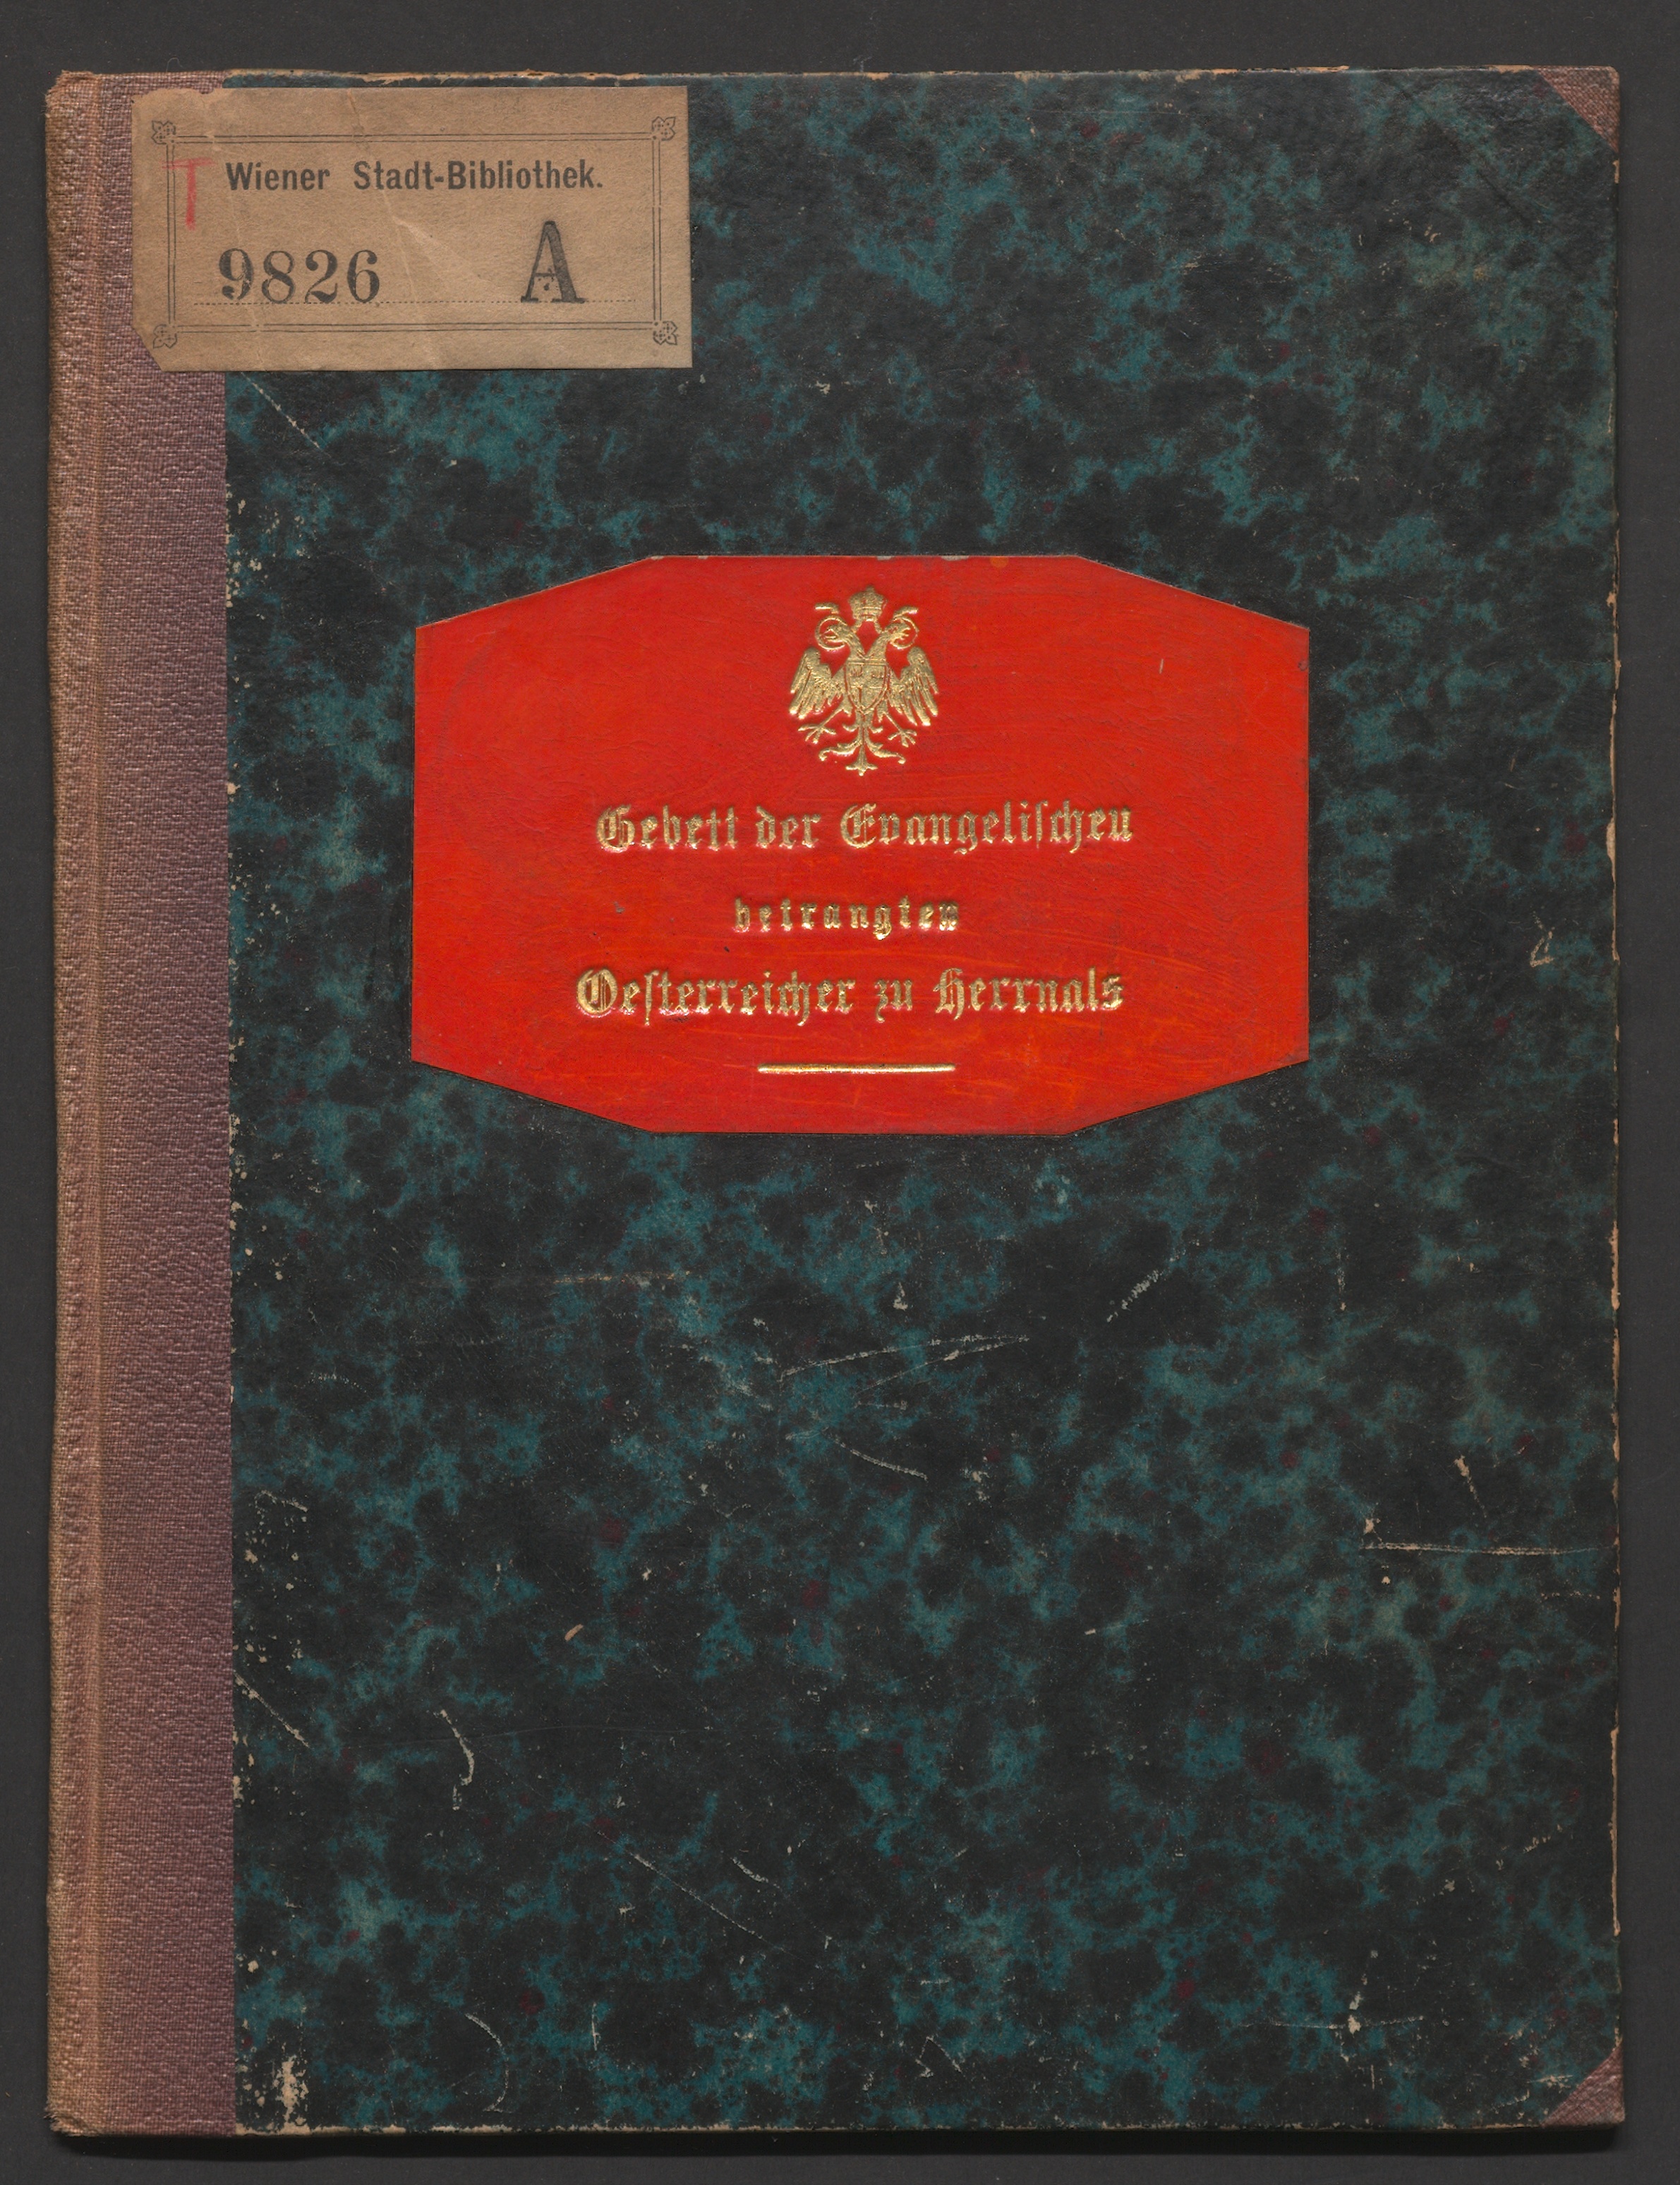 T
Wiener Stadt-Bibliothek.
9826 A
Gebett der Evangeliſchen
betrangten
Oeſterreicher zu Herrnals